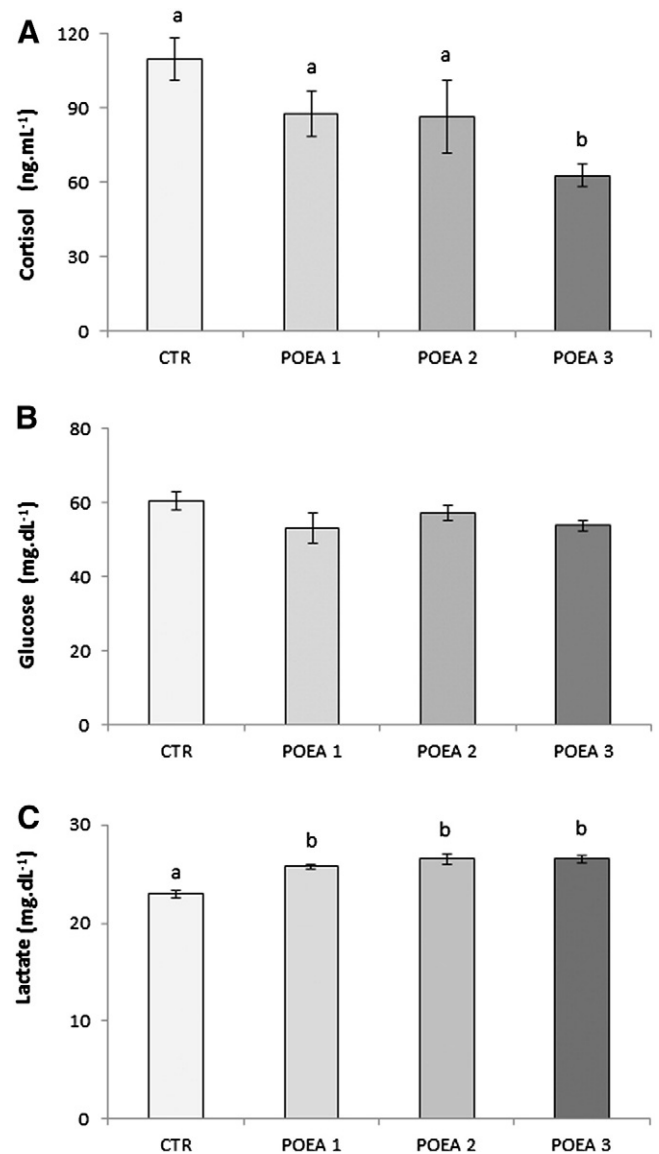 A
Cortisol (ng.mL⁻¹)
120
90
60
30
0
a
a
a
b
CTR POEA 1 POEA 2 POEA 3
B
Glucose (mg.dL⁻¹)
80
60
40
20
0
CTR POEA 1 POEA 2 POEA 3
C
Lactate (mg.dL⁻¹)
30
20
10
0
a
b
b
b
CTR POEA 1 POEA 2 POEA 3